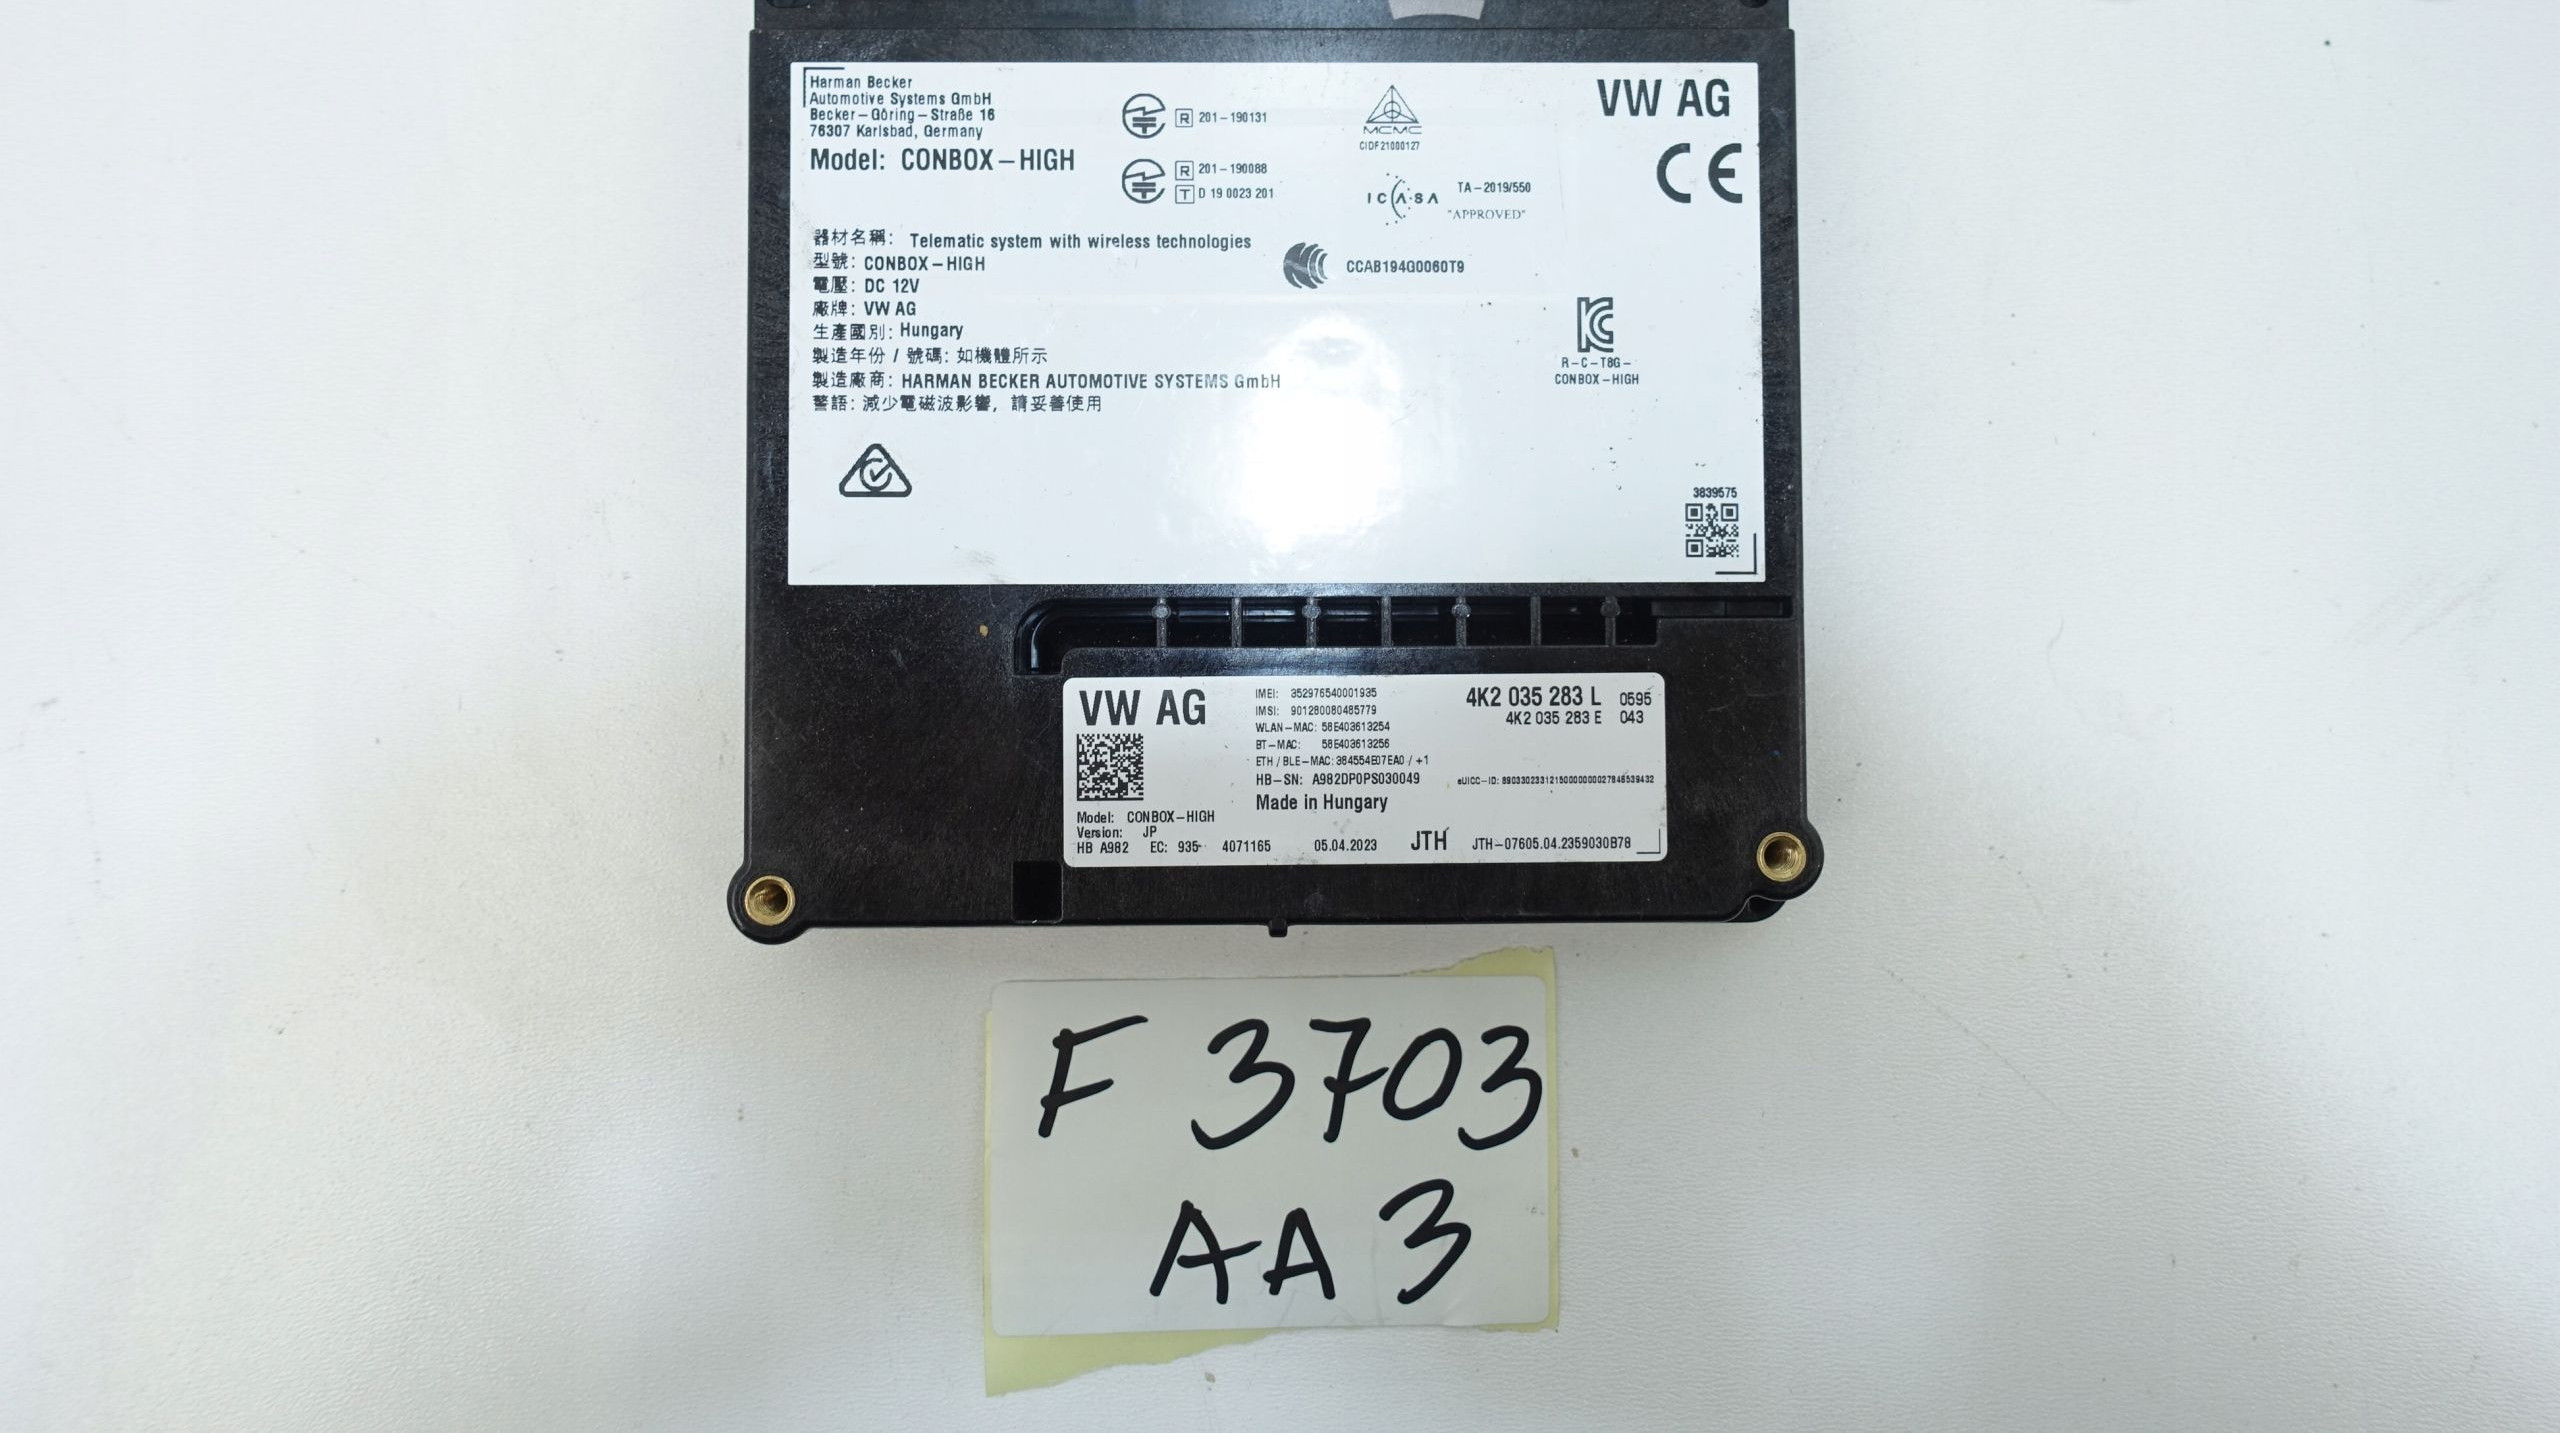 Harman Becker
Automotive Systems GmbH
Becker-Göring-Straße 16
76307 Karlsbad, Germany
Model: CONBOX-HIGH
R 201-190131
R 201-190088
T D 19 0023 201
MCMC
CIDF21000127
ICASA
TA-2019/550
"APPROVED"
VW AG
CE
器材名稱: Telematic system with wireless technologies
型號: CONBOX-HIGH
電壓: DC 12V
廠牌: VW AG
生產國別: Hungary
製造年份 / 號碼: 如機體所示
製造廠商: HARMAN BECKER AUTOMOTIVE SYSTEMS GmbH
警語: 減少電磁波影響, 請妥善使用
CCAB194G0060T9
R-C-T8G-
CONBOX-HIGH
3839575
VW AG
IMEI: 352976540001935
IMSI: 901280080485779
WLAN-MAC: 58E403613254
BT-MAC: 58E403613256
ETH / BLE-MAC: 384554E07EA0 / +1
HB-SN: A982DP0PS030049
Made in Hungary
4K2 035 283 L 0595
4K2 035 283 E 043
Model: CONBOX-HIGH
Version: JP
HB A982 EC: 935 4071165 05.04.2023 JTH JTH-07605.04.2359030B78
F 3703
AA3